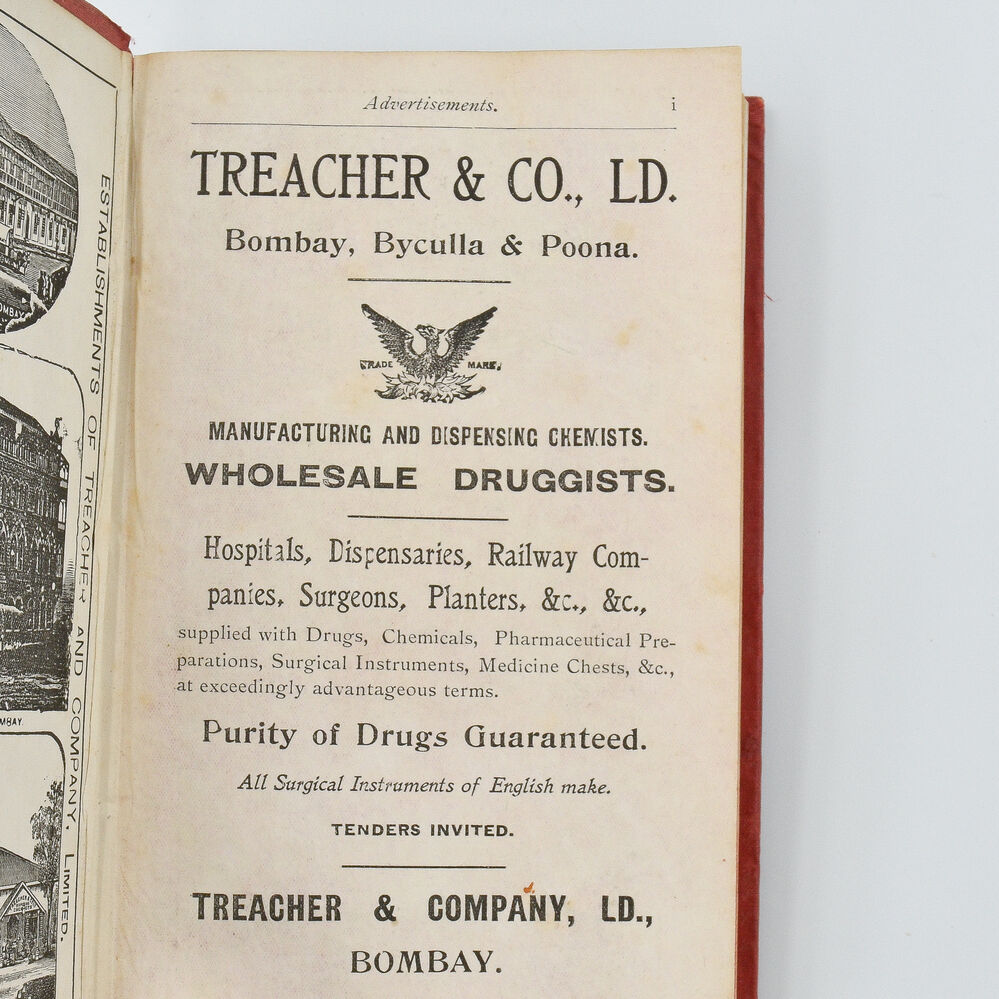 Advertisements. i
TREACHER & CO., LD.
Bombay, Byculla & Poona.
TRADE MARK.
MANUFACTURING AND DISPENSING CHEMISTS.
WHOLESALE DRUGGISTS.
Hospitals, Dispensaries, Railway Com-
panies, Surgeons, Planters, &c., &c.,
supplied with Drugs, Chemicals, Pharmaceutical Pre-
parations, Surgical Instruments, Medicine Chests, &c.,
at exceedingly advantageous terms.
Purity of Drugs Guaranteed.
All Surgical Instruments of English make.
TENDERS INVITED.
TREACHER & COMPANY, LD.,
BOMBAY.
ESTABLISHMENTS OF TREACHER AND COMPANY, LIMITED.
OMBAY
MBAY.